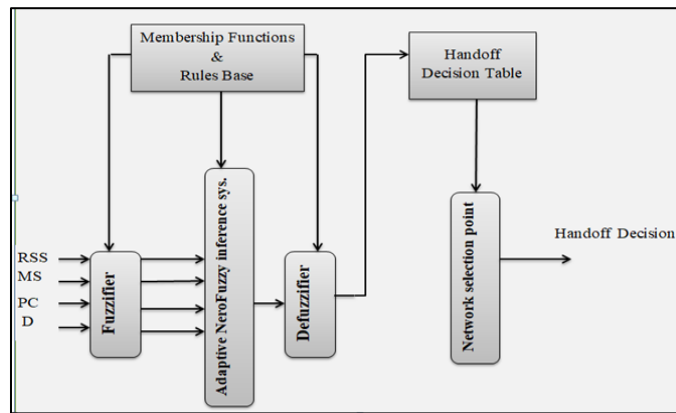 Membership Functions
&
Rules Base
Handoff
Decision Table
RSS
MS
PC
D
Fuzzifier
Adaptive NeroFuzzy inference sys.
Defuzzifier
Network selection point
Handoff Decision